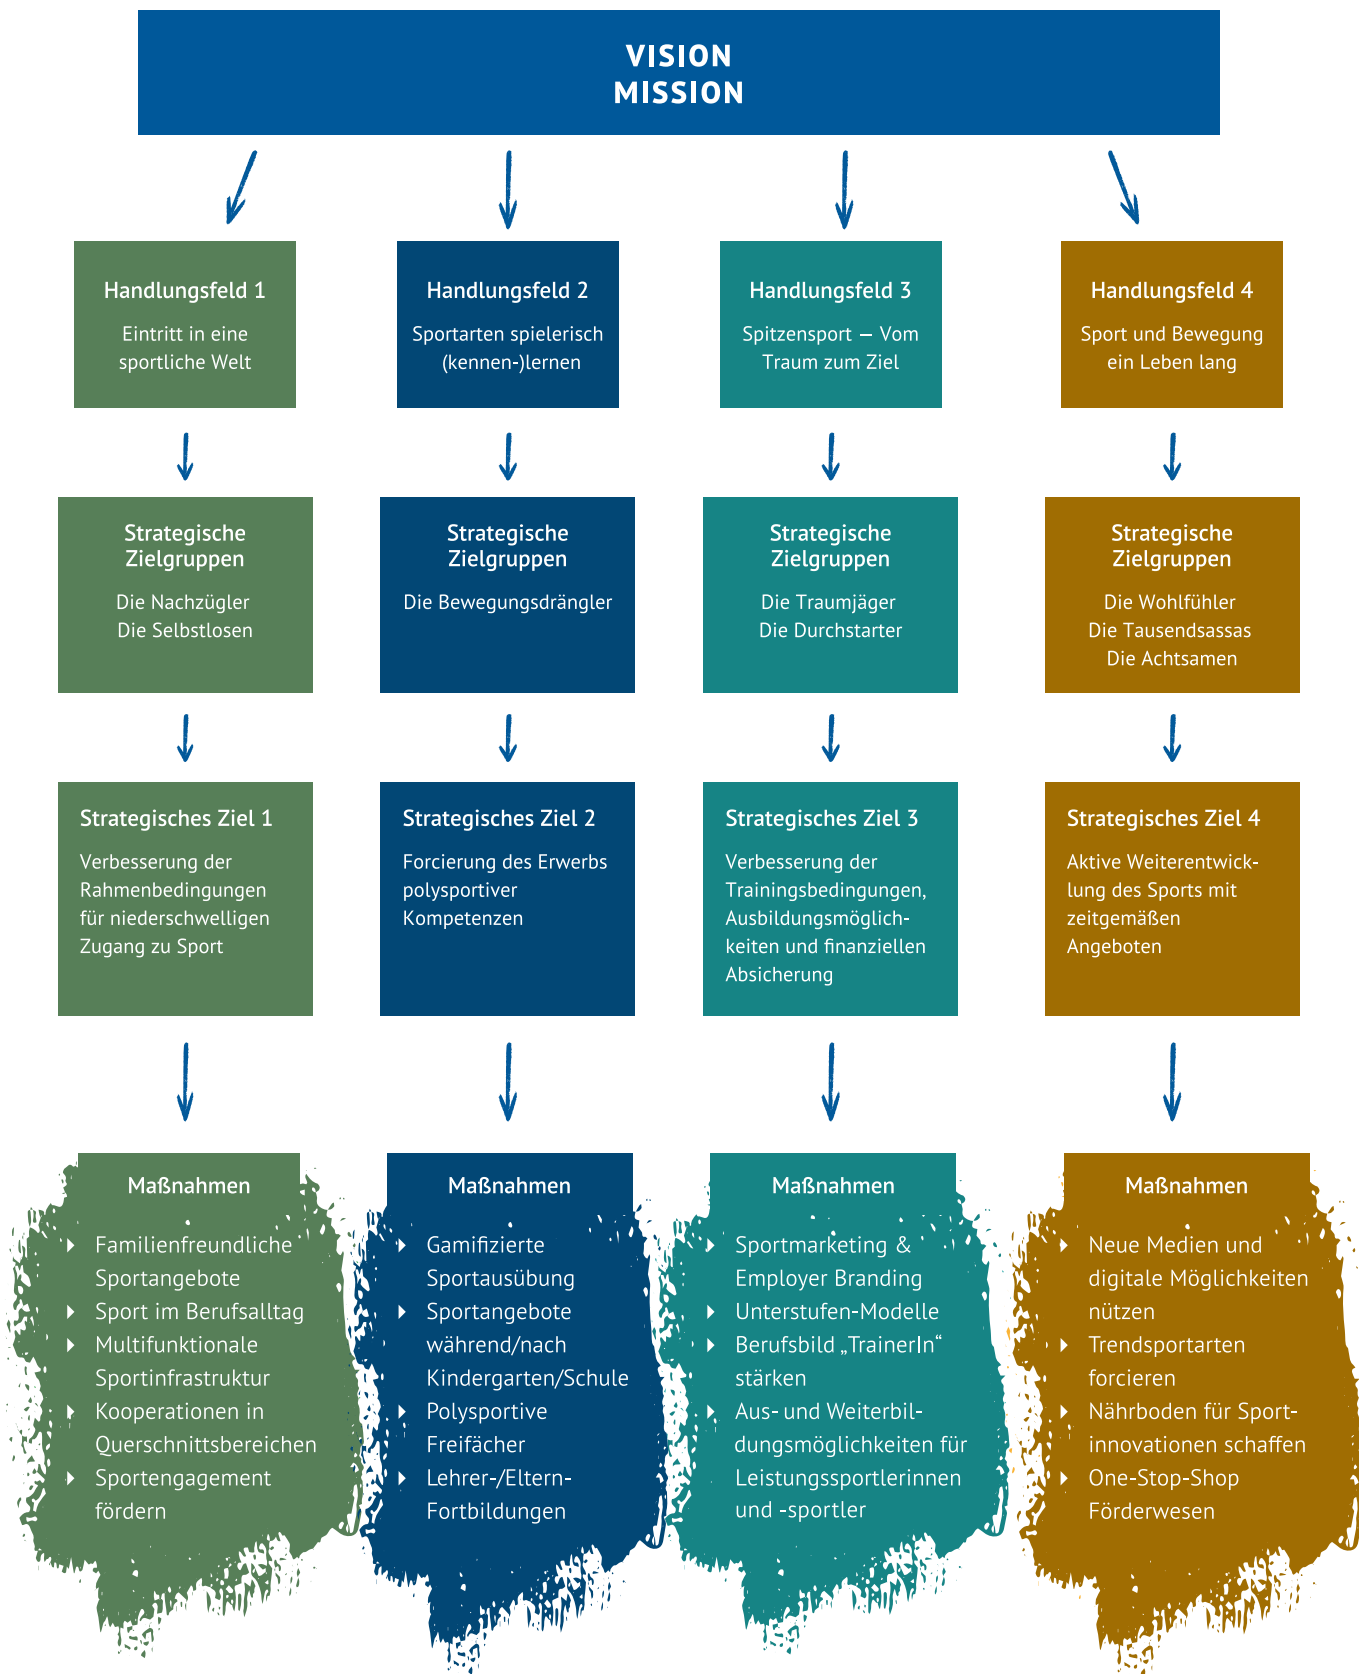 VISION
MISSION
Handlungsfeld 1
Eintritt in eine
sportliche Welt
Handlungsfeld 2
Sportarten spielerisch
(kennen-)lernen
Handlungsfeld 3
Spitzensport — Vom
Traum zum Ziel
Handlungsfeld 4
Sport und Bewegung
ein Leben lang
Strategische
Zielgruppen
Die Nachzügler
Die Selbstlosen
Strategische
Zielgruppen
Die Bewegungsdrängler
Strategische
Zielgruppen
Die Traumjäger
Die Durchstarter
Strategische
Zielgruppen
Die Wohlfühler
Die Tausendsassas
Die Achtsamen
Strategisches Ziel 1
Verbesserung der
Rahmenbedingungen
für niederschwelligen
Zugang zu Sport
Strategisches Ziel 2
Forcierung des Erwerbs
polysportiver
Kompetenzen
Strategisches Ziel 3
Verbesserung der
Trainingsbedingungen,
Ausbildungsmöglich-
keiten und finanziellen
Absicherung
Strategisches Ziel 4
Aktive Weiterentwick-
lung des Sports mit
zeitgemäßen
Angeboten
Maßnahmen
Familienfreundliche
Sportangebote
Sport im Berufsalltag
Multifunktionale
Sportinfrastruktur
Kooperationen in
Querschnittsbereichen
Sportengagement
fördern
Maßnahmen
Gamifizierte
Sportausübung
Sportangebote
während/nach
Kindergarten/Schule
Polysportive
Freifächer
Lehrer-/Eltern-
Fortbildungen
Maßnahmen
Sportmarketing &
Employer Branding
Unterstufen-Modelle
Berufsbild „TrainerIn“
stärken
Aus- und Weiterbil-
dungsmöglichkeiten für
Leistungssportlerinnen
und -sportler
Maßnahmen
Neue Medien und
digitale Möglichkeiten
nützen
Trendsportarten
forcieren
Nährboden für Sport-
innovationen schaffen
One-Stop-Shop
Förderwesen